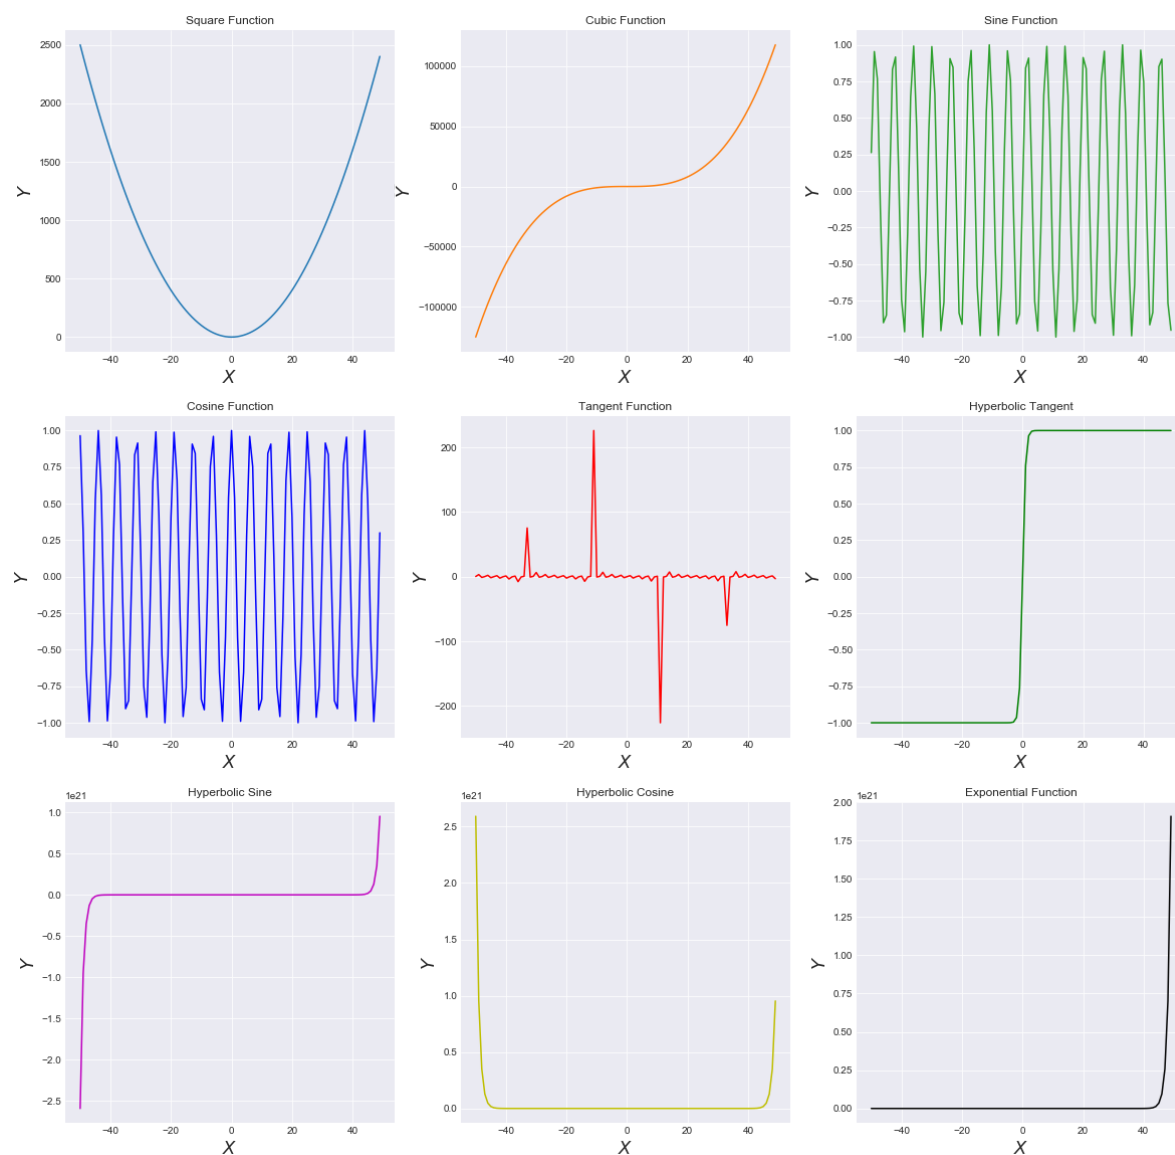 Square Function
2500
2000
1500
1000
500
0
Y
−40 −20 0 20 40
X
Cubic Function
100000
50000
0
−50000
−100000
Y
−40 −20 0 20 40
X
Sine Function
1.00
0.75
0.50
0.25
0.00
−0.25
−0.50
−0.75
−1.00
Y
−40 −20 0 20 40
X
Cosine Function
1.00
0.75
0.50
0.25
0.00
−0.25
−0.50
−0.75
−1.00
Y
−40 −20 0 20 40
X
Tangent Function
200
100
0
−100
−200
Y
−40 −20 0 20 40
X
Hyperbolic Tangent
1.00
0.75
0.50
0.25
0.00
−0.25
−0.50
−0.75
−1.00
Y
−40 −20 0 20 40
X
Hyperbolic Sine
1e21
1.0
0.5
0.0
−0.5
−1.0
−1.5
−2.0
−2.5
Y
−40 −20 0 20 40
X
Hyperbolic Cosine
1e21
2.5
2.0
1.5
1.0
0.5
0.0
Y
−40 −20 0 20 40
X
Exponential Function
1e21
2.00
1.75
1.50
1.25
1.00
0.75
0.50
0.25
0.00
Y
−40 −20 0 20 40
X